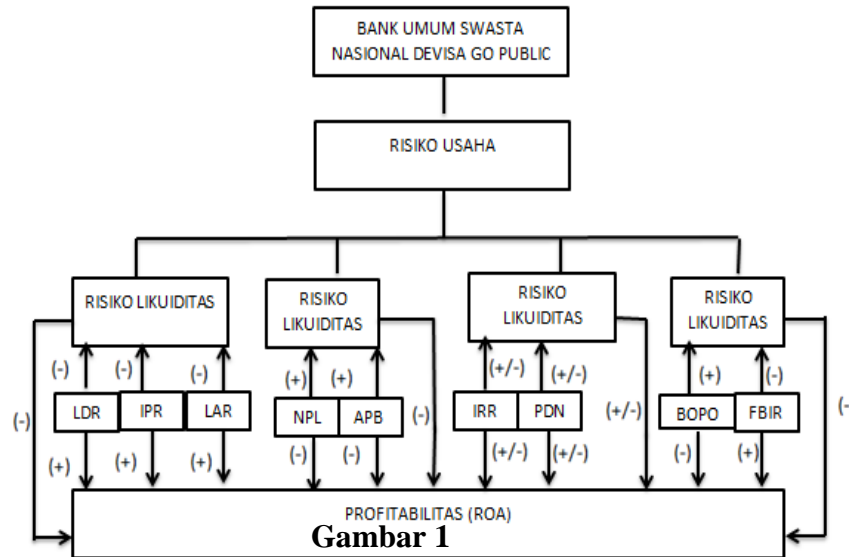 BANK UMUM SWASTA
NASIONAL DEVISA GO PUBLIC
RISIKO USAHA
RISIKO LIKUIDITAS
RISIKO
LIKUIDITAS
RISIKO
LIKUIDITAS
RISIKO
LIKUIDITAS
(-) (-) (-) (+) (+) (+/-) (+/-) (+) (-)
(-) LDR IPR LAR NPL APB (-) IRR PDN (+/-) BOPO FBIR (-
(+) (+) (+) (-) (-) (+/-) (+/-) (-) (+)
PROFITABILITAS (ROA)
Gambar 1